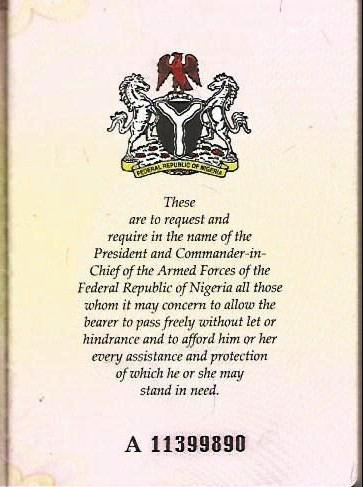 FEDERAL REPUBLIC OF NIGERIA
These
are to request and
require in the name of the
President and Commander-in-
Chief of the Armed Forces of the
Federal Republic of Nigeria all those
whom it may concern to allow the
bearer to pass freely without let or
hindrance and to afford him or her
every assistance and protection
of which he or she may
stand in need.
A 11399890